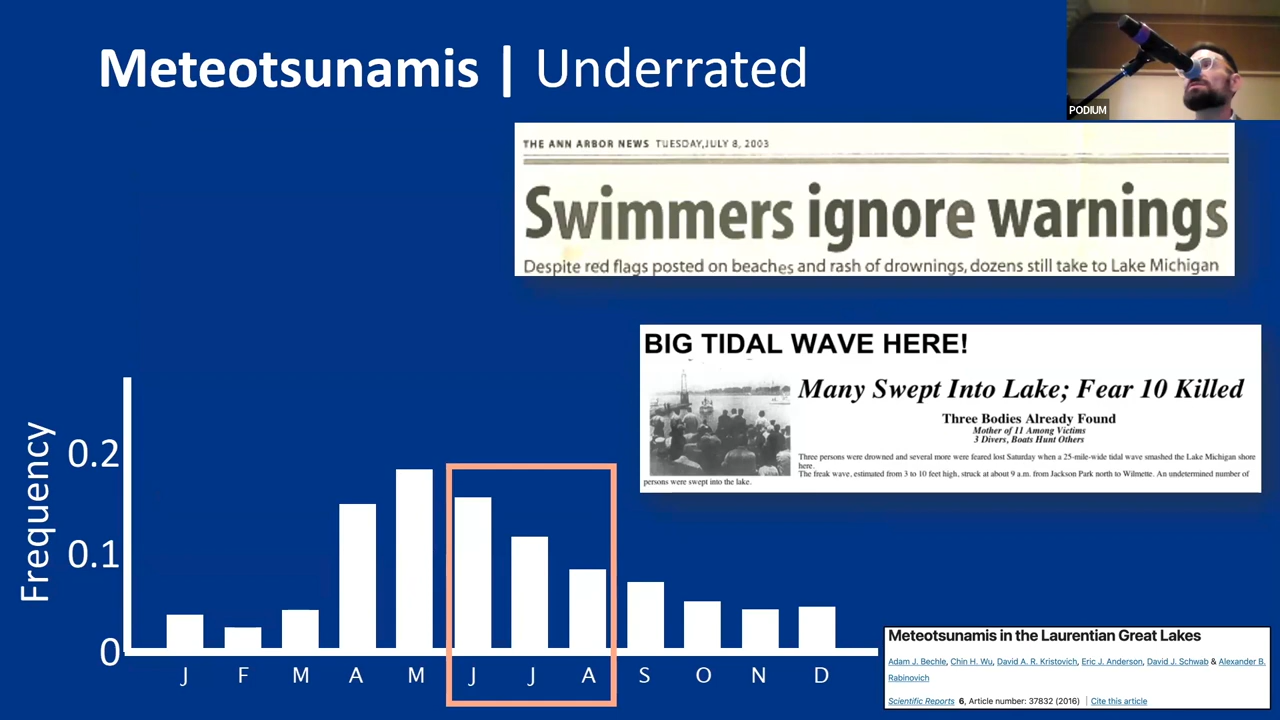 Meteotsunamis | Underrated
PODIUM
THE ANN ARBOR NEWS TUESDAY, JULY 8, 2003
Swimmers ignore warnings
Despite red flags posted on beaches and rash of drownings, dozens still take to Lake Michigan
BIG TIDAL WAVE HERE!
Many Swept Into Lake; Fear 10 Killed
Three Bodies Already Found
Mother of 11 Among Victims
3 Divers, Boats Hunt Others
Three persons were drowned and several more were feared lost Saturday when a 25-mile-wide tidal wave smashed the Lake Michigan shore
here.
The freak wave, estimated from 3 to 10 feet high, struck at about 9 a.m. from Jackson Park north to Wilmette. An undetermined number of
persons were swept into the lake.
Frequency
0.2
0.1
0
J F M A M J J A S O N D
Meteotsunamis in the Laurentian Great Lakes
Adam J. Bechle, Chin H. Wu, David A. R. Kristovich, Eric J. Anderson, David J. Schwab & Alexander B.
Rabinovich
Scientific Reports 6, Article number: 37832 (2016) | Cite this article